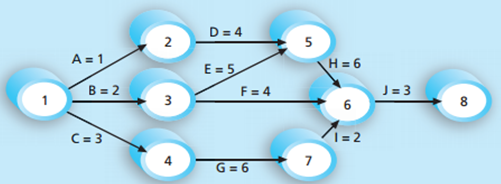 D = 4
2
5
A = 1
E = 5
H = 6
1
B = 2
3
F = 4
6
J = 3
8
C = 3
I = 2
4
7
G = 6